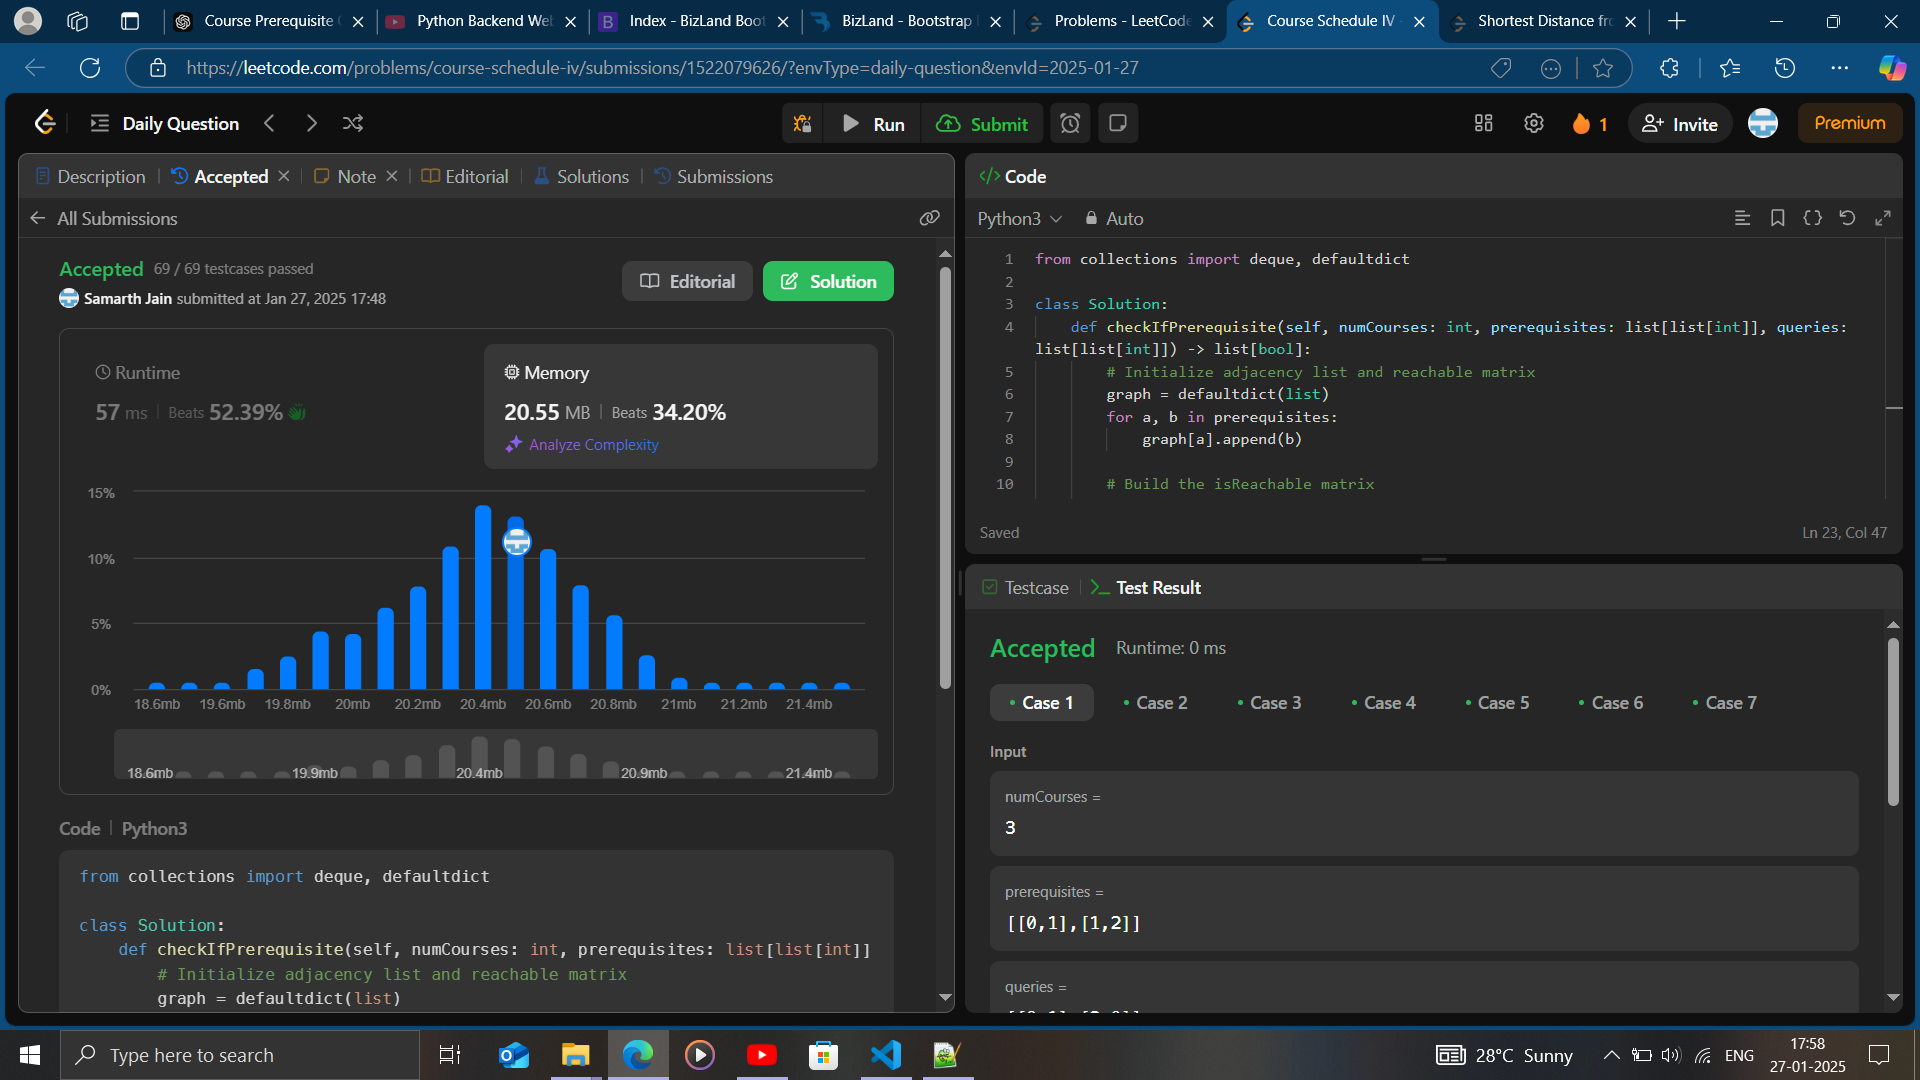 Course Prerequisite
Python Backend Web
Index - BizLand Boot
BizLand - Bootstrap
Problems - LeetCode
Course Schedule IV
Shortest Distance fro
https://leetcode.com/problems/course-schedule-iv/submissions/1522079626/?envType=daily-question&envId=2025-01-27
Daily Question
Run
Submit
1
Invite
Premium
Description
Accepted
Note
Editorial
Solutions
Submissions
All Submissions
Accepted 69 / 69 testcases passed
Samarth Jain submitted at Jan 27, 2025 17:48
Editorial
Solution
Runtime
57 ms | Beats 52.39%
Memory
20.55 MB | Beats 34.20%
Analyze Complexity
15%
10%
5%
0%
18.6mb 19.6mb 19.8mb 20mb 20.2mb 20.4mb 20.6mb 20.8mb 21mb 21.2mb 21.4mb
18.6mb 19.9mb 20.4mb 20.9mb 21.4mb
Code | Python3
from collections import deque, defaultdict
class Solution:
def checkIfPrerequisite(self, numCourses: int, prerequisites: list[list[int]]
# Initialize adjacency list and reachable matrix
graph = defaultdict(list)
</> Code
Python3
Auto
1 from collections import deque, defaultdict
2
3 class Solution:
4 def checkIfPrerequisite(self, numCourses: int, prerequisites: list[list[int]], queries:
list[list[int]]) -> list[bool]:
5 # Initialize adjacency list and reachable matrix
6 graph = defaultdict(list)
7 for a, b in prerequisites:
8 graph[a].append(b)
9
10 # Build the isReachable matrix
Saved
Ln 23, Col 47
Testcase
Test Result
Accepted Runtime: 0 ms
Case 1
Case 2
Case 3
Case 4
Case 5
Case 6
Case 7
Input
numCourses =
3
prerequisites =
[[0,1],[1,2]]
queries =
Type here to search
28°C Sunny
ENG
17:58
27-01-2025